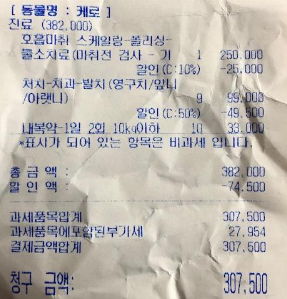 [ 동물명 : 케로 ]
진료 (382,000)
호흡마취 스케일링-폴리싱-
불소치료(마취전 검사 - 기 1 250,000
할인(C:10%) -25,000
처치-치과-발치(영구치/앞니
/아랫니) 9 99,000
할인(C:50%) -49,500
내복약-1일 2회 10kg이하 10 33,000
*표시가 되어 있는 항목은 비과세 입니다.
총 금액 : 382,000
할인액 : -74,500
과세품목합계 307,500
과세품목에포함된부가세 27,954
결제금액합계 307,500
청구 금액: 307,500